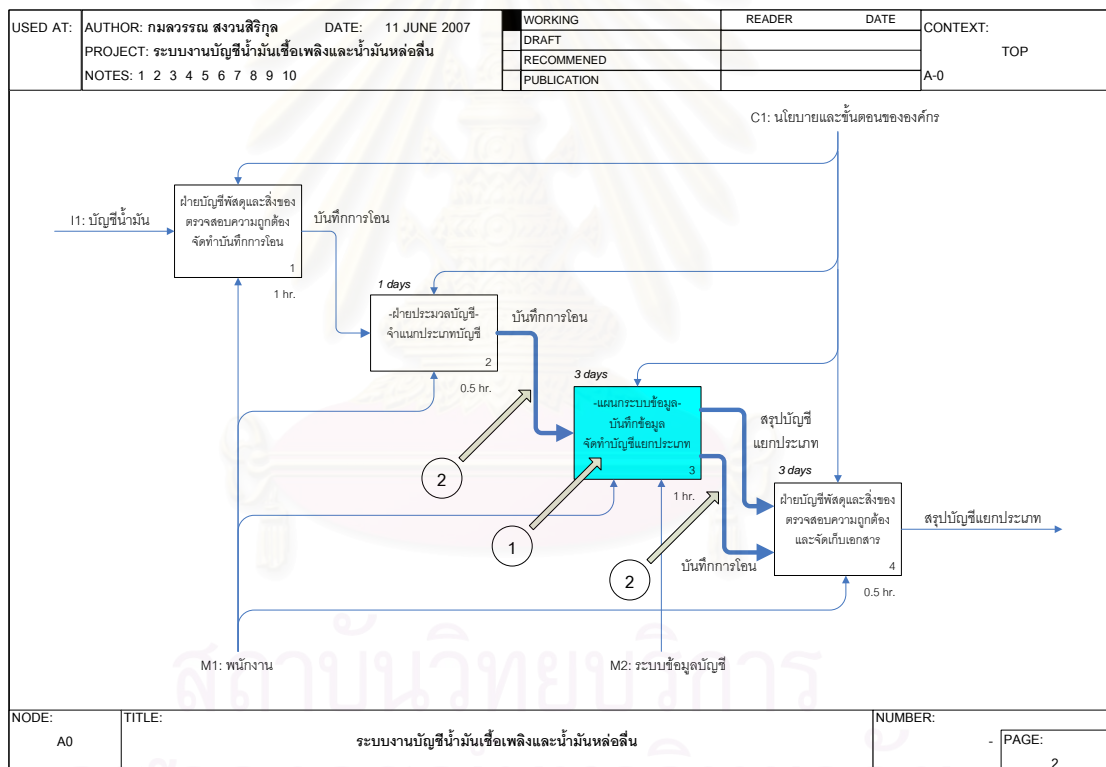 USED AT:
AUTHOR: กมลวรรณ สงวนสิริกุล DATE: 11 JUNE 2007
PROJECT: ระบบงานบัญชีน้ำมันเชื้อเพลิงและน้ำมันหล่อลื่น
NOTES: 1 2 3 4 5 6 7 8 9 10
WORKING
DRAFT
RECOMMENED
PUBLICATION
READER DATE
CONTEXT:
TOP
A-0
C1: นโยบายและขั้นตอนขององค์กร
I1: บัญชีน้ำมัน
ฝ่ายบัญชีพัสดุและสิ่งของ
ตรวจสอบความถูกต้อง
จัดทำบันทึกการโอน
1
1 hr.
บันทึกการโอน
1 days
-ฝ่ายประมวลบัญชี-
จำแนกประเภทบัญชี
2
0.5 hr.
บันทึกการโอน
3 days
-แผนกระบบข้อมูล-
บันทึกข้อมูล
จัดทำบัญชีแยกประเภท
3
1 hr.
สรุปบัญชี
แยกประเภท
3 days
ฝ่ายบัญชีพัสดุและสิ่งของ
ตรวจสอบความถูกต้อง
และจัดเก็บเอกสาร
4
0.5 hr.
สรุปบัญชีแยกประเภท
บันทึกการโอน
2
1
2
M1: พนักงาน
M2: ระบบข้อมูลบัญชี
สถาบันวิทยบริการ
NODE:
A0
TITLE:
ระบบงานบัญชีน้ำมันเชื้อเพลิงและน้ำมันหล่อลื่น
NUMBER:
-
PAGE:
2